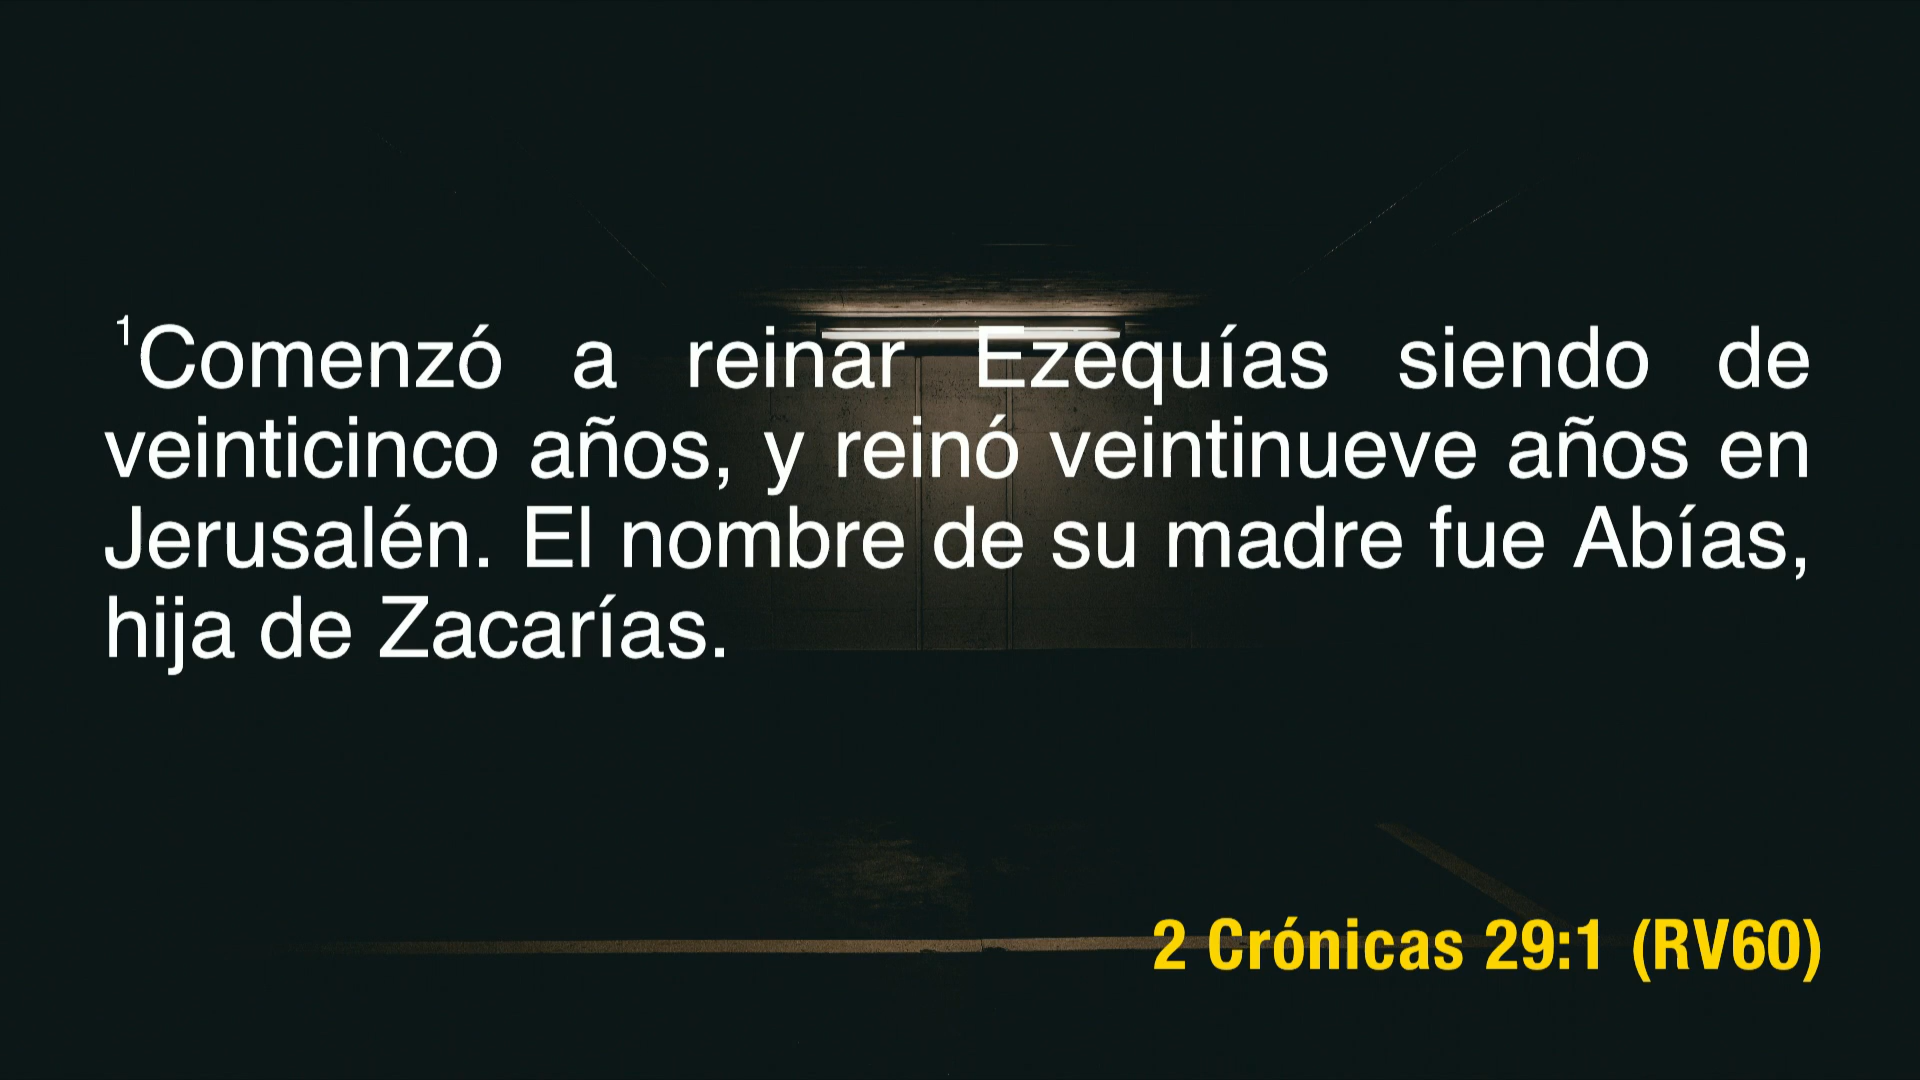 ¹Comenzó a reinar Ezequías siendo de
veinticinco años, y reinó veintinueve años en
Jerusalén. El nombre de su madre fue Abías,
hija de Zacarías.
2 Crónicas 29:1 (RV60)